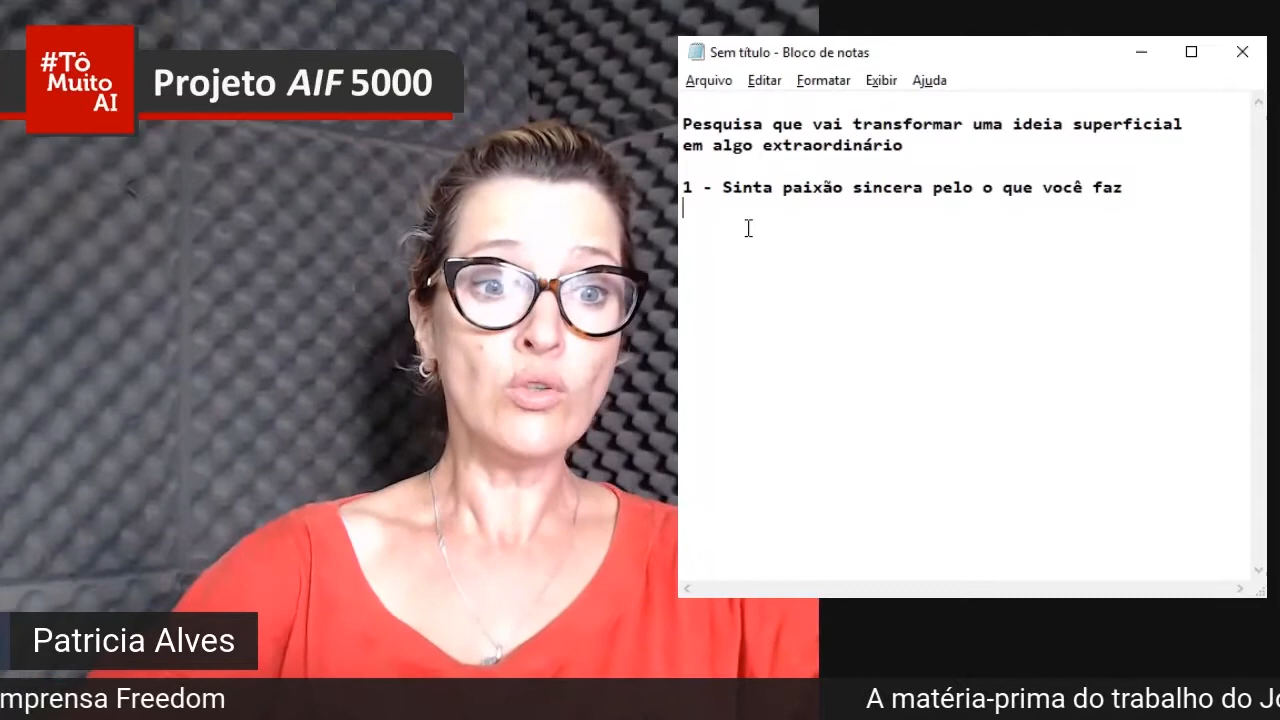 #Tô
Muito
AI
Projeto AIF 5000
Sem título - Bloco de notas
Arquivo Editar Formatar Exibir Ajuda
Pesquisa que vai transformar uma ideia superficial
em algo extraordinário
1 - Sinta paixão sincera pelo o que você faz
Patricia Alves
mprensa Freedom
A matéria-prima do trabalho do Jo